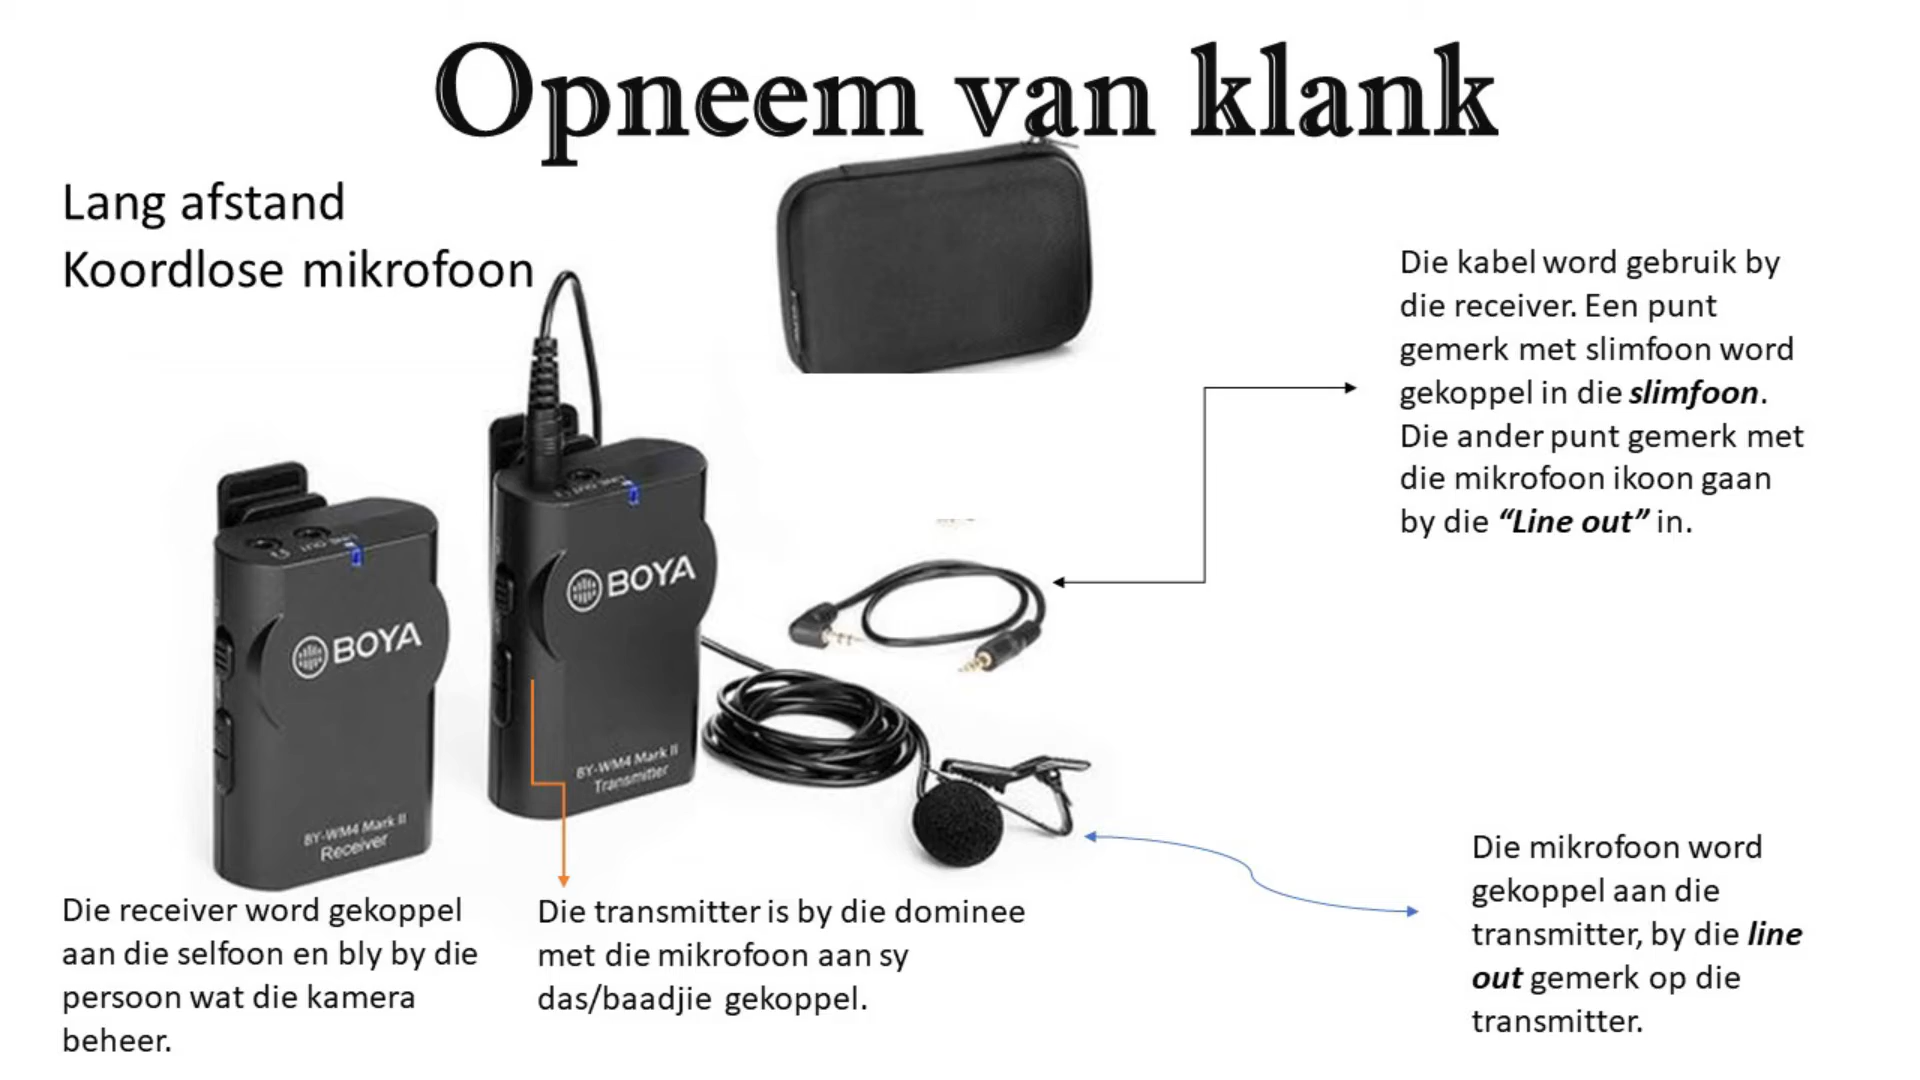 Opneem van klank
Lang afstand
Koordlose mikrofoon
Die kabel word gebruik by
die receiver. Een punt
gemerk met slimfoon word
gekoppel in die slimfoon.
Die ander punt gemerk met
die mikrofoon ikoon gaan
by die “Line out” in.
BOYA
BY-WM4 Mark II
Receiver
BOYA
BY-WM4 Mark II
Transmitter
Die receiver word gekoppel
aan die selfoon en bly by die
persoon wat die kamera
beheer.
Die transmitter is by die dominee
met die mikrofoon aan sy
das/baadjie gekoppel.
Die mikrofoon word
gekoppel aan die
transmitter, by die line
out gemerk op die
transmitter.